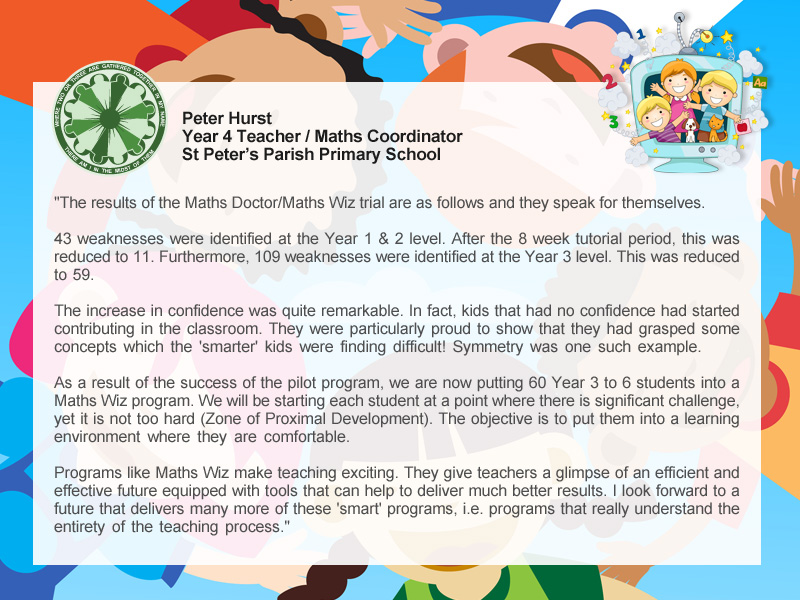 WHERE TWO OR THREE ARE GATHERED TOGETHER IN MY NAME
THERE AM I IN THE MIDST OF THEM
1
2
3
Aa
Peter Hurst
Year 4 Teacher / Maths Coordinator
St Peter's Parish Primary School
"The results of the Maths Doctor/Maths Wiz trial are as follows and they speak for themselves.
43 weaknesses were identified at the Year 1 & 2 level. After the 8 week tutorial period, this was
reduced to 11. Furthermore, 109 weaknesses were identified at the Year 3 level. This was reduced
to 59.
The increase in confidence was quite remarkable. In fact, kids that had no confidence had started
contributing in the classroom. They were particularly proud to show that they had grasped some
concepts which the 'smarter' kids were finding difficult! Symmetry was one such example.
As a result of the success of the pilot program, we are now putting 60 Year 3 to 6 students into a
Maths Wiz program. We will be starting each student at a point where there is significant challenge,
yet it is not too hard (Zone of Proximal Development). The objective is to put them into a learning
environment where they are comfortable.
Programs like Maths Wiz make teaching exciting. They give teachers a glimpse of an efficient and
effective future equipped with tools that can help to deliver much better results. I look forward to a
future that delivers many more of these 'smart' programs, i.e. programs that really understand the
entirety of the teaching process."